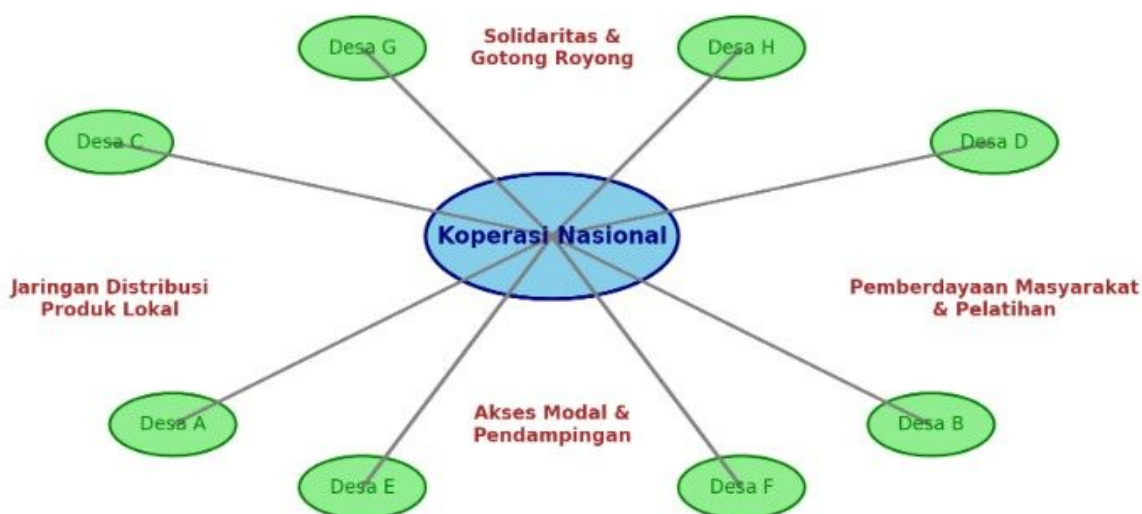 Desa G
Solidaritas &
Gotong Royong
Desa H
Desa C
Desa D
Koperasi Nasional
Jaringan Distribusi
Produk Lokal
Pemberdayaan Masyarakat
& Pelatihan
Desa A
Akses Modal &
Pendampingan
Desa B
Desa E
Desa F